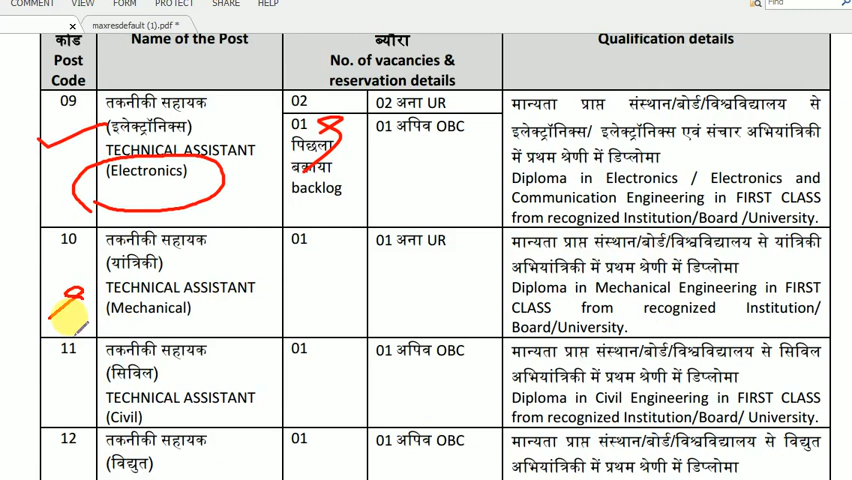 COMMENT VIEW FORM PROTECT SHARE HELP
Find
maxresdefault (1).pdf *
कोड
Post
Code
Name of the Post
ब्यौरा
No. of vacancies &
reservation details
Qualification details
09
तकनीकी सहायक
(इलेक्ट्रॉनिक्स)
TECHNICAL ASSISTANT
(Electronics)
02
02 अना UR
01
पिछला
बकाया
backlog
01 अपिव OBC
मान्यता प्राप्त संस्थान/बोर्ड/विश्वविद्यालय से
इलेक्ट्रॉनिक्स/ इलेक्ट्रॉनिक्स एवं संचार अभियांत्रिकी
में प्रथम श्रेणी में डिप्लोमा
Diploma in Electronics / Electronics and
Communication Engineering in FIRST CLASS
from recognized Institution/Board /University.
10
तकनीकी सहायक
(यांत्रिकी)
TECHNICAL ASSISTANT
(Mechanical)
01
01 अना UR
मान्यता प्राप्त संस्थान/बोर्ड/विश्वविद्यालय से यांत्रिकी
अभियांत्रिकी में प्रथम श्रेणी में डिप्लोमा
Diploma in Mechanical Engineering in FIRST
CLASS from recognized Institution/
Board/University.
11
तकनीकी सहायक
(सिविल)
TECHNICAL ASSISTANT
(Civil)
01
01 अपिव OBC
मान्यता प्राप्त संस्थान/बोर्ड/विश्वविद्यालय से सिविल
अभियांत्रिकी में प्रथम श्रेणी में डिप्लोमा
Diploma in Civil Engineering in FIRST CLASS
from recognized Institution/Board/ University.
12
तकनीकी सहायक
(विद्युत)
01
01 अपिव OBC
मान्यता प्राप्त संस्थान/बोर्ड/विश्वविद्यालय से विद्युत
अभियांत्रिकी में प्रथम श्रेणी में डिप्लोमा